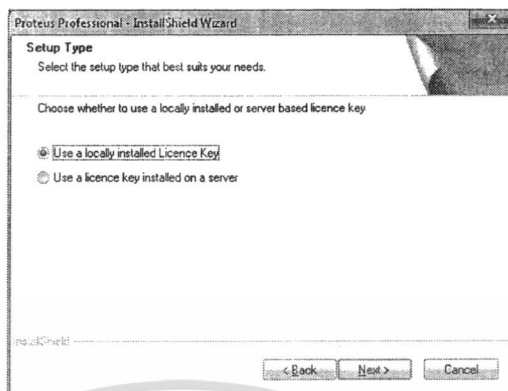 Proteus Professional - InstallShield Wizard
Setup Type
Select the setup type that best suits your needs.
Choose whether to use a locally installed or server based licence key
Use a locally installed Licence Key
Use a licence key installed on a server
InstallShield
< Back
Next >
Cancel